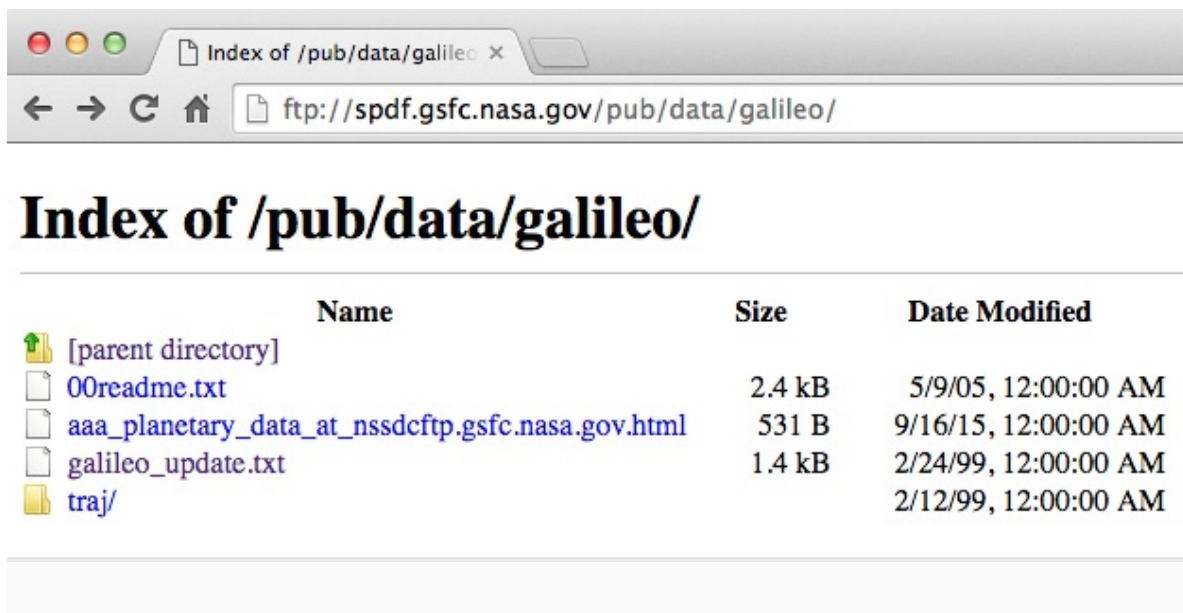 Index of /pub/data/galileo
ftp://spdf.gsfc.nasa.gov/pub/data/galileo/
Index of /pub/data/galileo/
Name Size Date Modified
[parent directory]
00readme.txt 2.4 kB 5/9/05, 12:00:00 AM
aaa_planetary_data_at_nssdcftp.gsfc.nasa.gov.html 531 B 9/16/15, 12:00:00 AM
galileo_update.txt 1.4 kB 2/24/99, 12:00:00 AM
traj/ 2/12/99, 12:00:00 AM